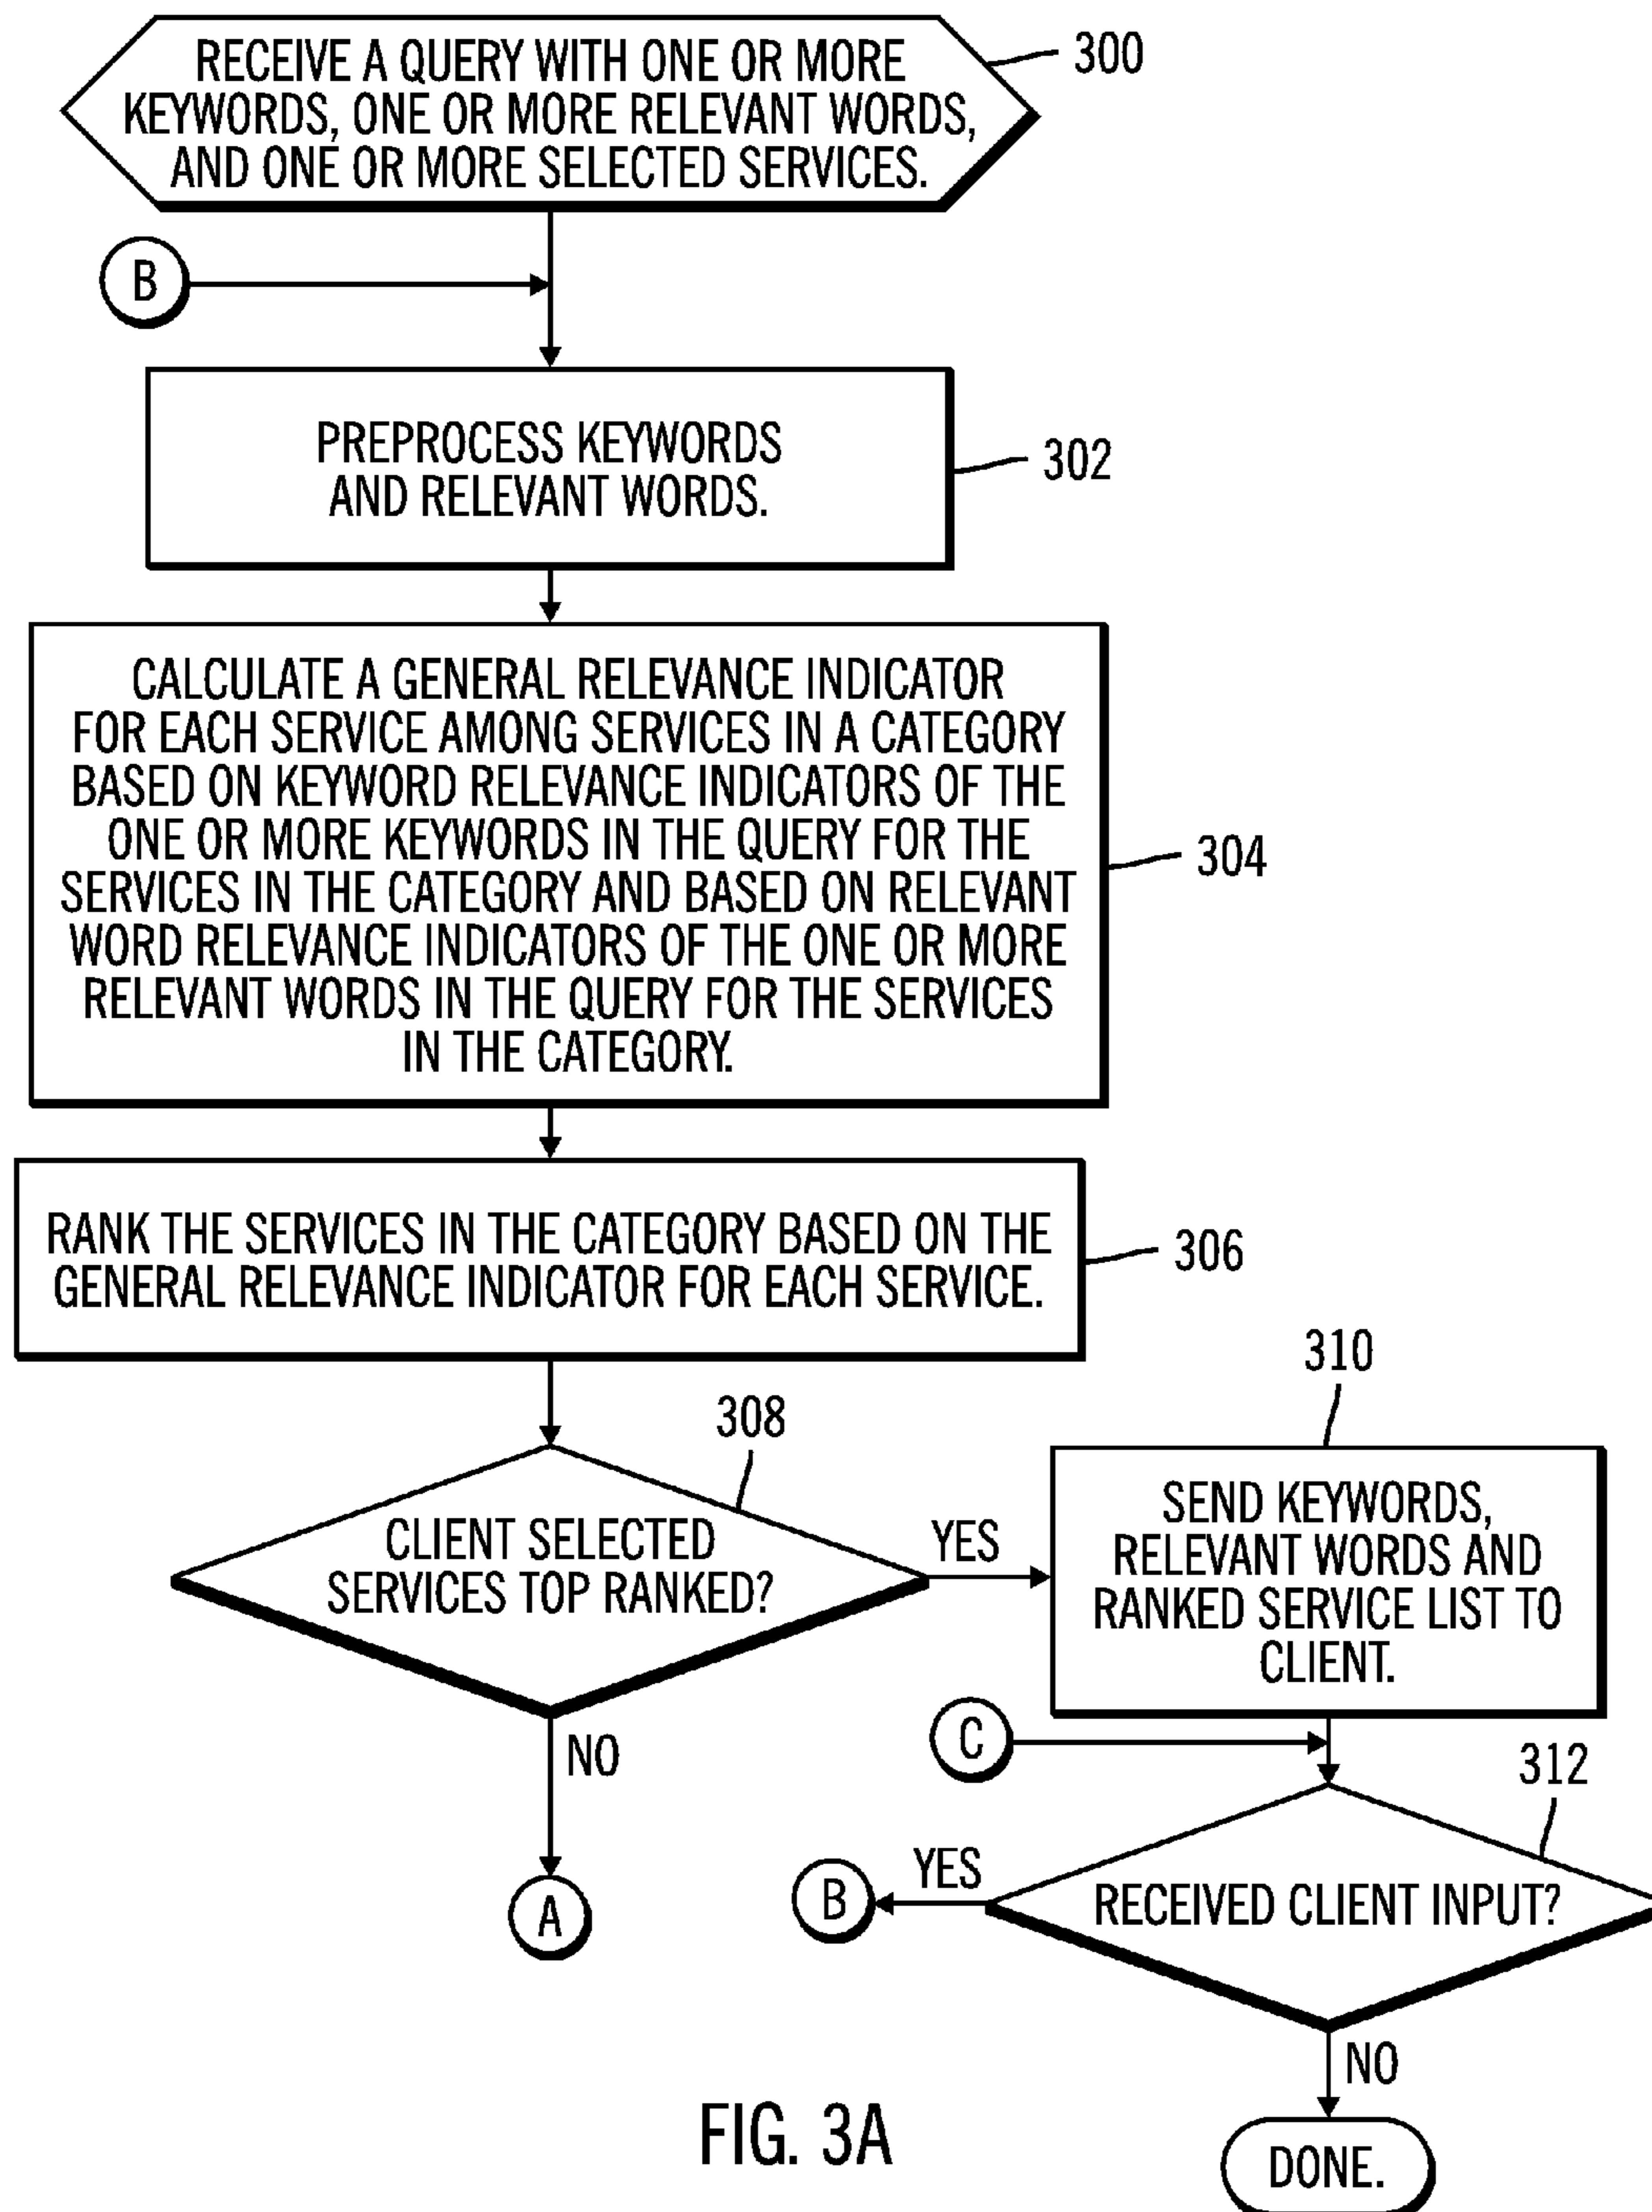 RECEIVE A QUERY WITH ONE OR MORE
KEYWORDS, ONE OR MORE RELEVANT WORDS,
AND ONE OR MORE SELECTED SERVICES.
300
B
PREPROCESS KEYWORDS
AND RELEVANT WORDS.
302
CALCULATE A GENERAL RELEVANCE INDICATOR
FOR EACH SERVICE AMONG SERVICES IN A CATEGORY
BASED ON KEYWORD RELEVANCE INDICATORS OF THE
ONE OR MORE KEYWORDS IN THE QUERY FOR THE
SERVICES IN THE CATEGORY AND BASED ON RELEVANT
WORD RELEVANCE INDICATORS OF THE ONE OR MORE
RELEVANT WORDS IN THE QUERY FOR THE SERVICES
IN THE CATEGORY.
304
RANK THE SERVICES IN THE CATEGORY BASED ON THE
GENERAL RELEVANCE INDICATOR FOR EACH SERVICE.
306
308
CLIENT SELECTED
SERVICES TOP RANKED?
YES
NO
A
310
SEND KEYWORDS,
RELEVANT WORDS AND
RANKED SERVICE LIST TO
CLIENT.
C
312
RECEIVED CLIENT INPUT?
YES
B
NO
DONE.
FIG. 3A